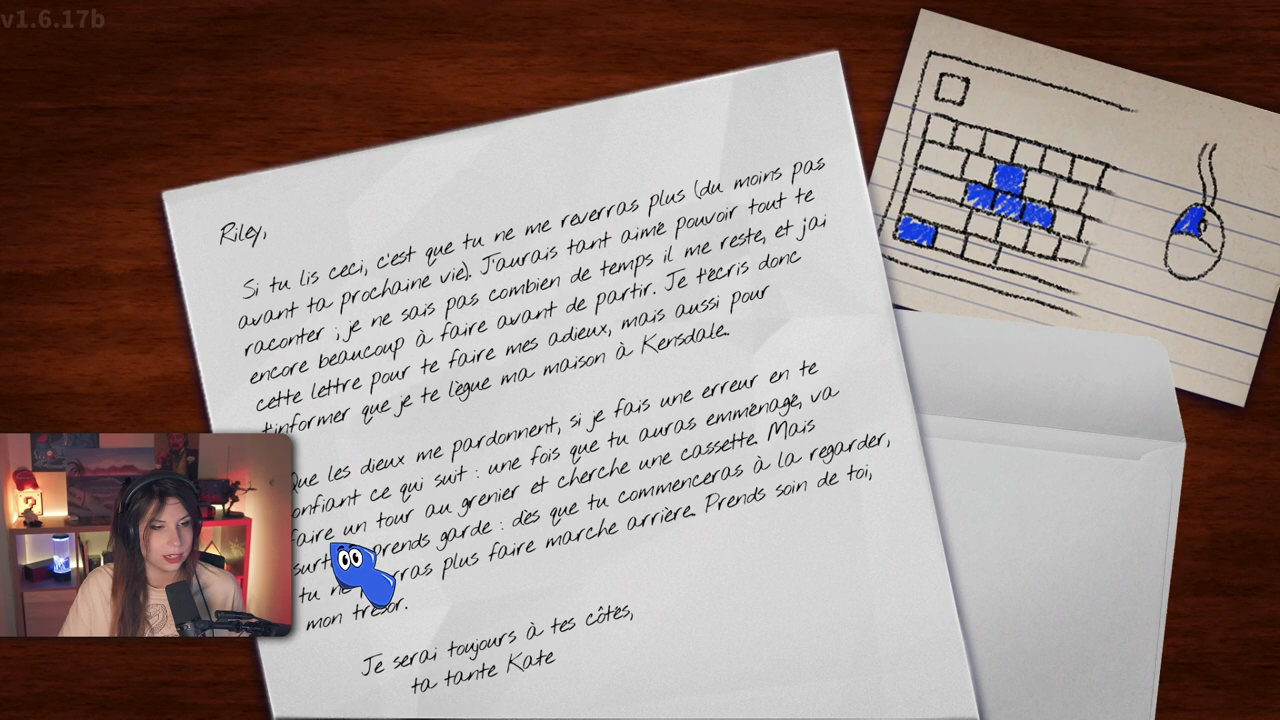 v1.6.17b
Riley,
Si tu lis ceci, c'est que tu ne me reverras plus (du moins pas
avant ta prochaine vie). J'aurais tant aimé pouvoir tout te
raconter ; je ne sais pas combien de temps il me reste, et j'ai
encore beaucoup à faire avant de partir. Je t'écris donc
cette lettre pour te faire mes adieux, mais aussi pour
t'informer que je te lègue ma maison à Kensdale.
Que les dieux me pardonnent, si je fais une erreur en te
confiant ce qui suit : une fois que tu auras emménagé, va
faire un tour au grenier et cherche une cassette. Mais
prends garde : dès que tu commenceras à la regarder,
tu plus faire marche arrière. Prends soin de toi,
mon trésor.
Je serai toujours à tes côtés,
ta tante Kate